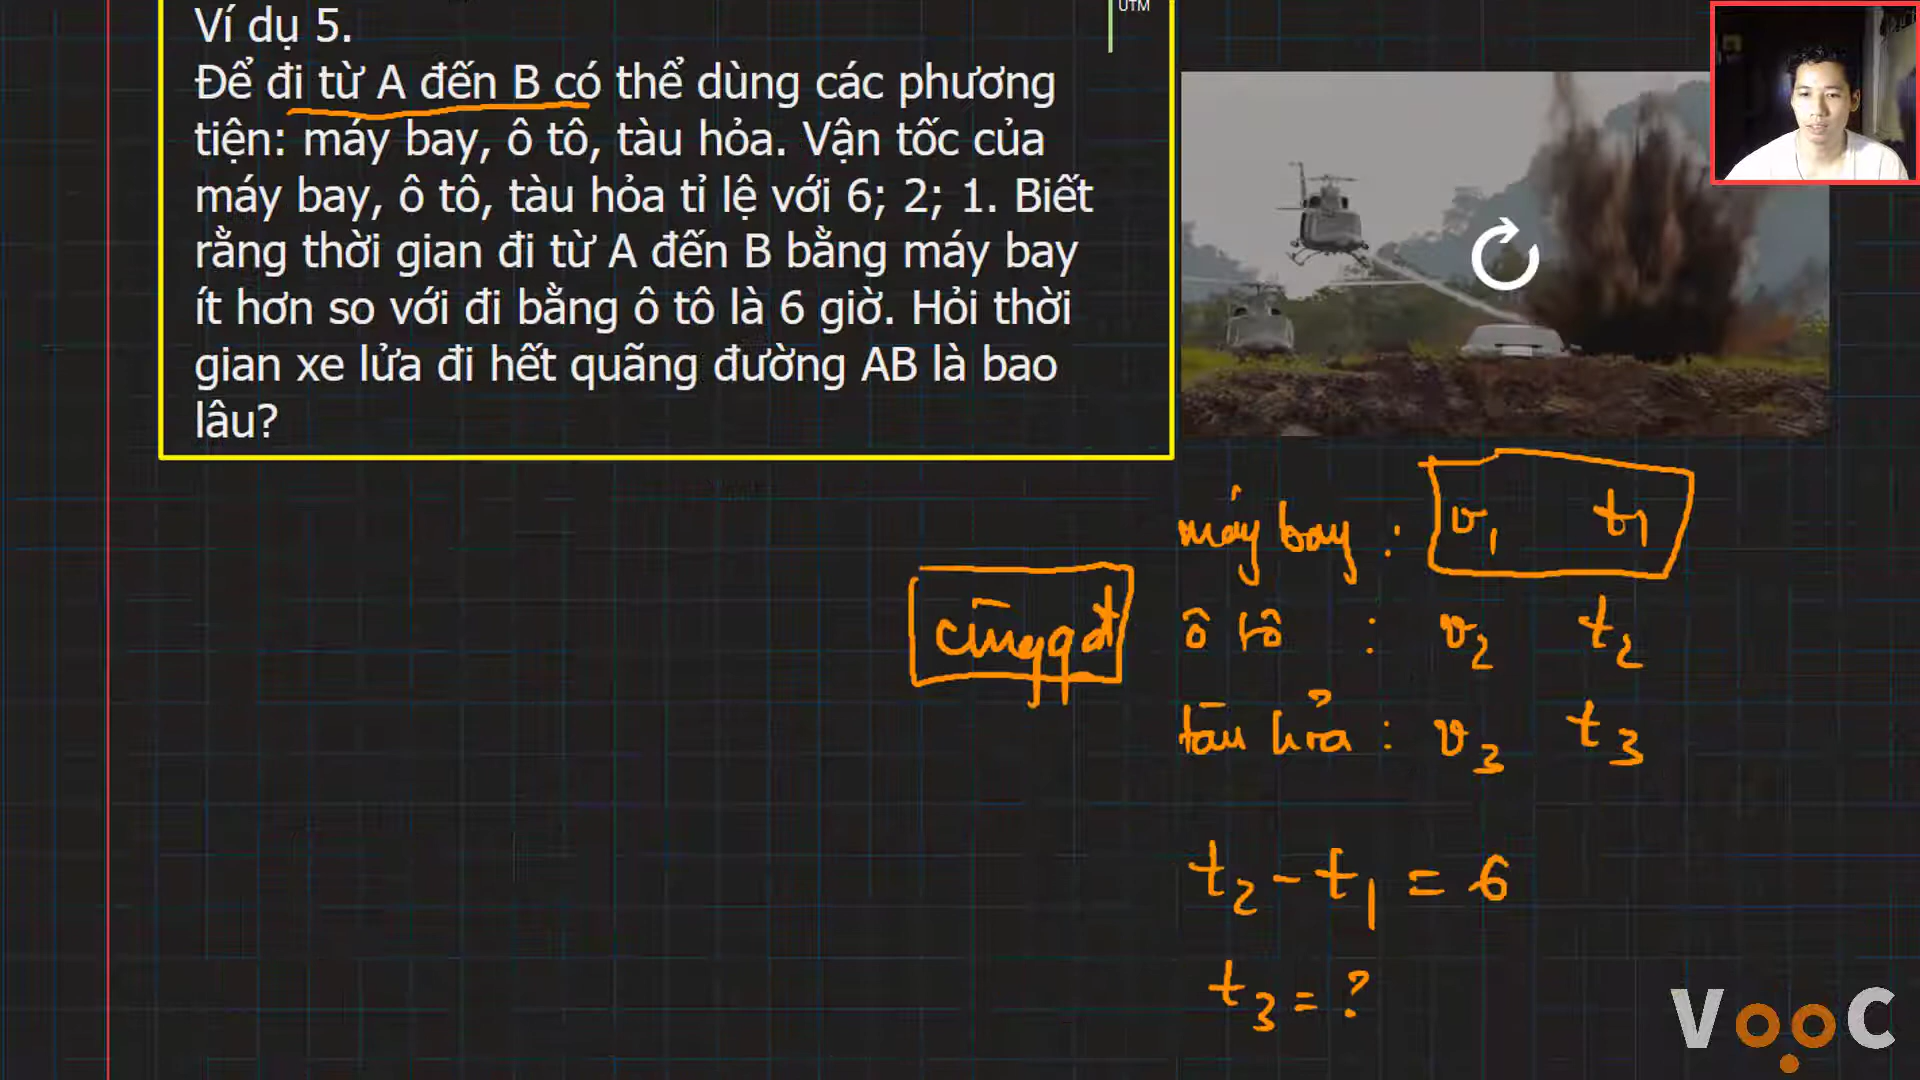 UTM
Ví dụ 5.
Để đi từ A đến B có thể dùng các phương
tiện: máy bay, ô tô, tàu hỏa. Vận tốc của
máy bay, ô tô, tàu hỏa tỉ lệ với 6; 2; 1. Biết
rằng thời gian đi từ A đến B bằng máy bay
ít hơn so với đi bằng ô tô là 6 giờ. Hỏi thời
gian xe lửa đi hết quãng đường AB là bao
lâu?
máy bay : v₁ t₁
cùng qđ
ô tô : v₂ t₂
tàu hỏa : v₃ t₃
t₂ - t₁ = 6
t₃ = ?
VOOC